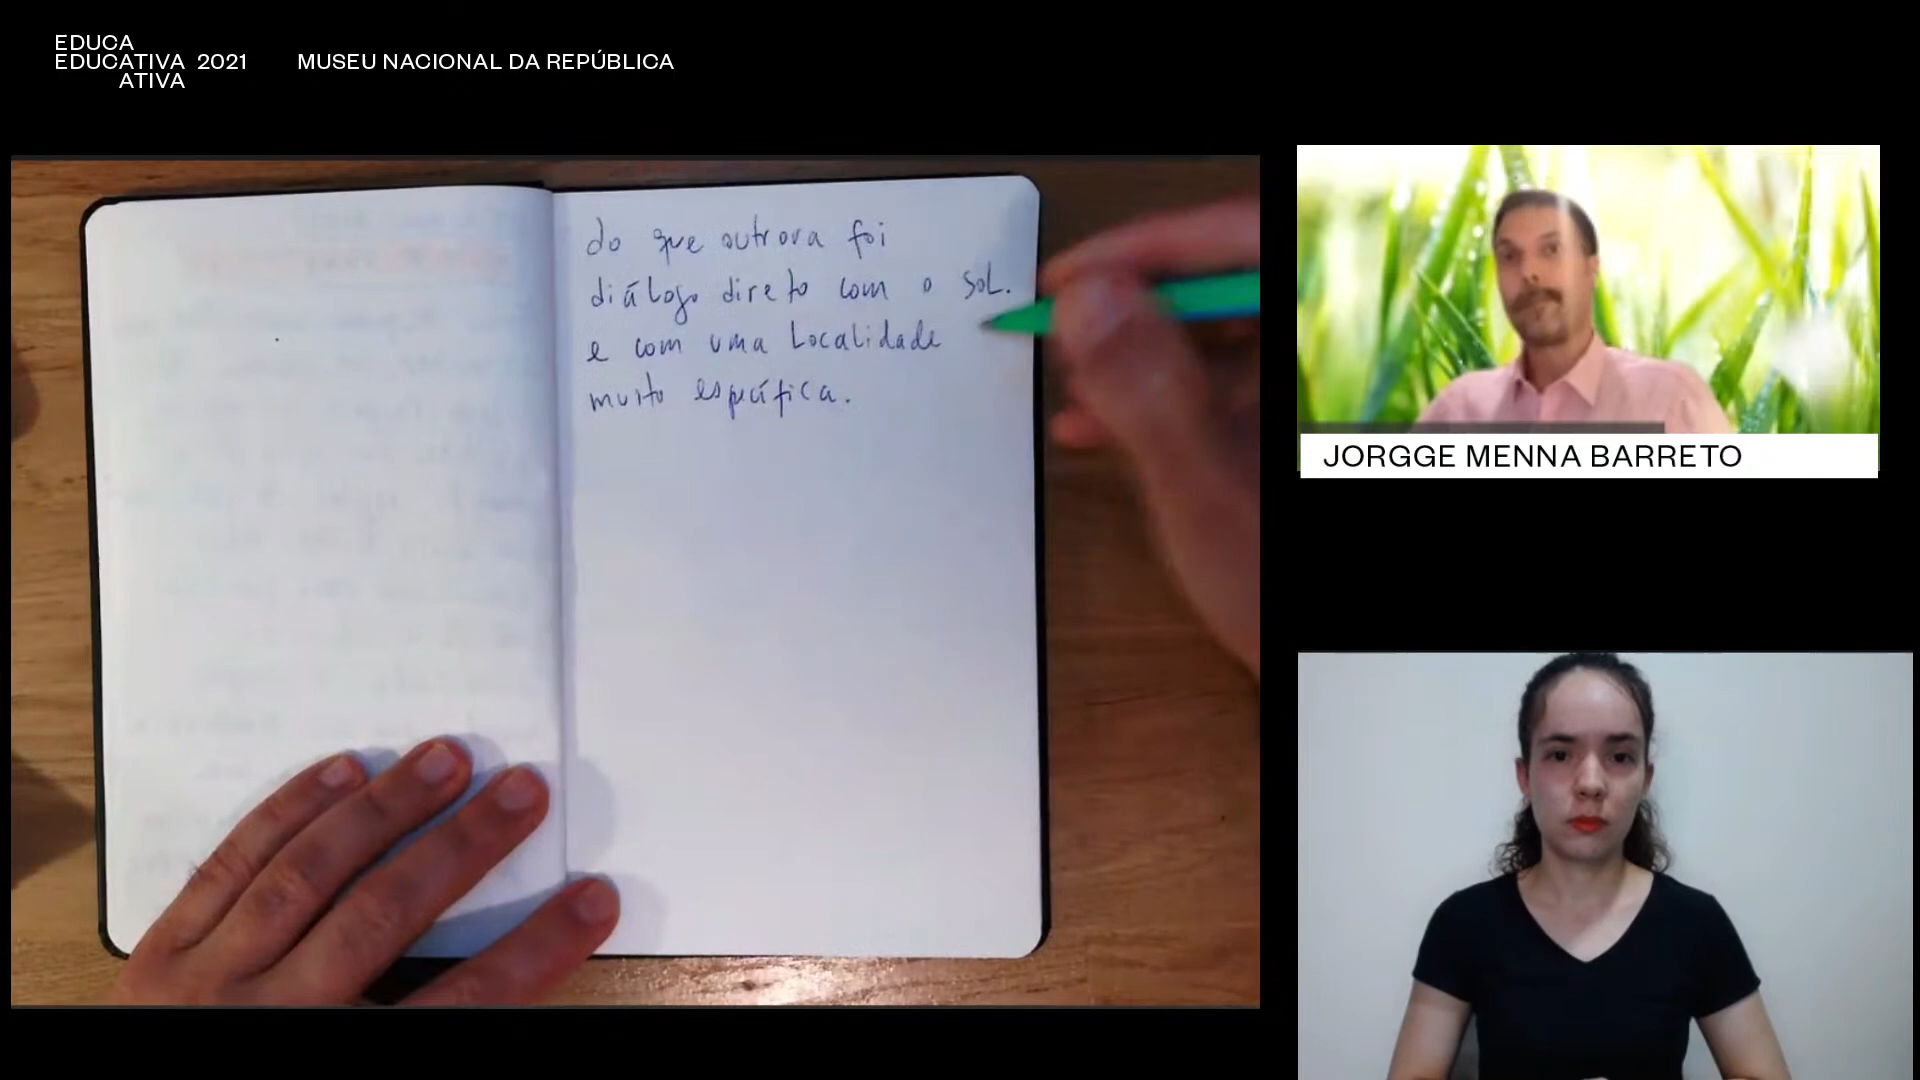 EDUCA
EDUCATIVA 2021
ATIVA
MUSEU NACIONAL DA REPÚBLICA
do que outrora foi
diálogo direto com o sol.
e com uma localidade
muito específica.
JORGGE MENNA BARRETO